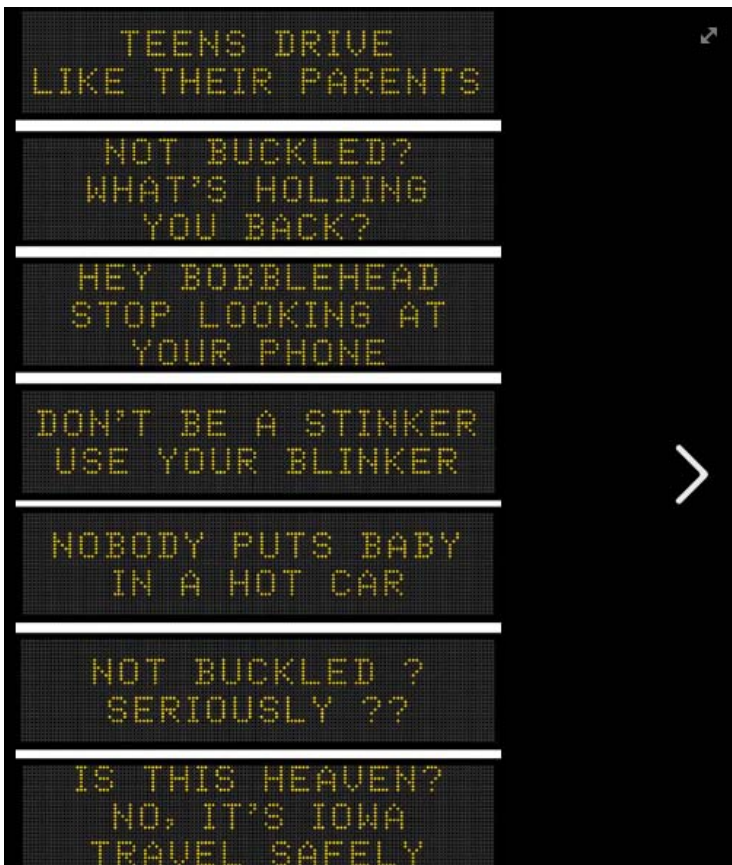 TEENS DRIVE
LIKE THEIR PARENTS
NOT BUCKLED?
WHAT'S HOLDING
YOU BACK?
HEY BOBBLEHEAD
STOP LOOKING AT
YOUR PHONE
DON'T BE A STINKER
USE YOUR BLINKER
NOBODY PUTS BABY
IN A HOT CAR
NOT BUCKLED ?
SERIOUSLY ??
IS THIS HEAVEN?
NO, IT'S IOWA
TRAVEL SAFELY